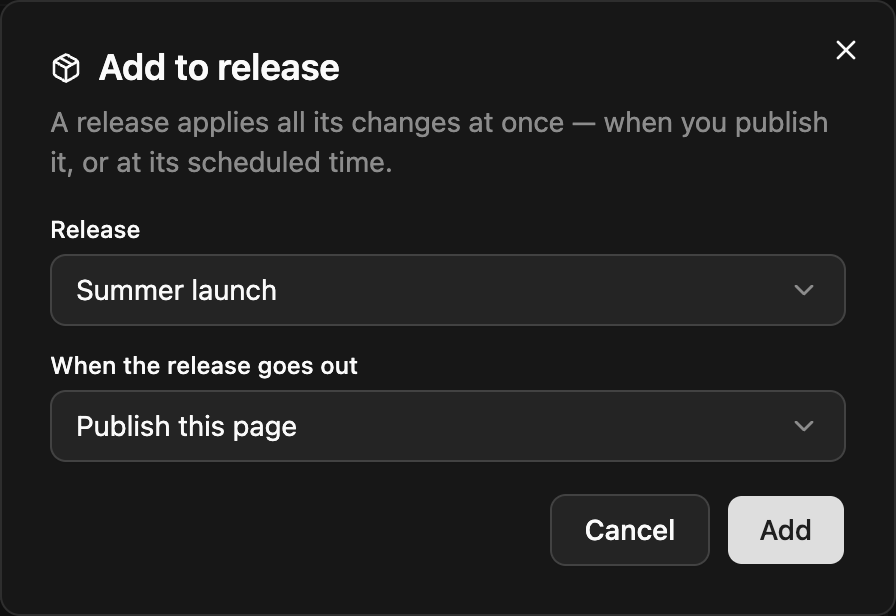 Add to release
A release applies all its changes at once — when you publish
it, or at its scheduled time.
Release
Summer launch
When the release goes out
Publish this page
Cancel
Add